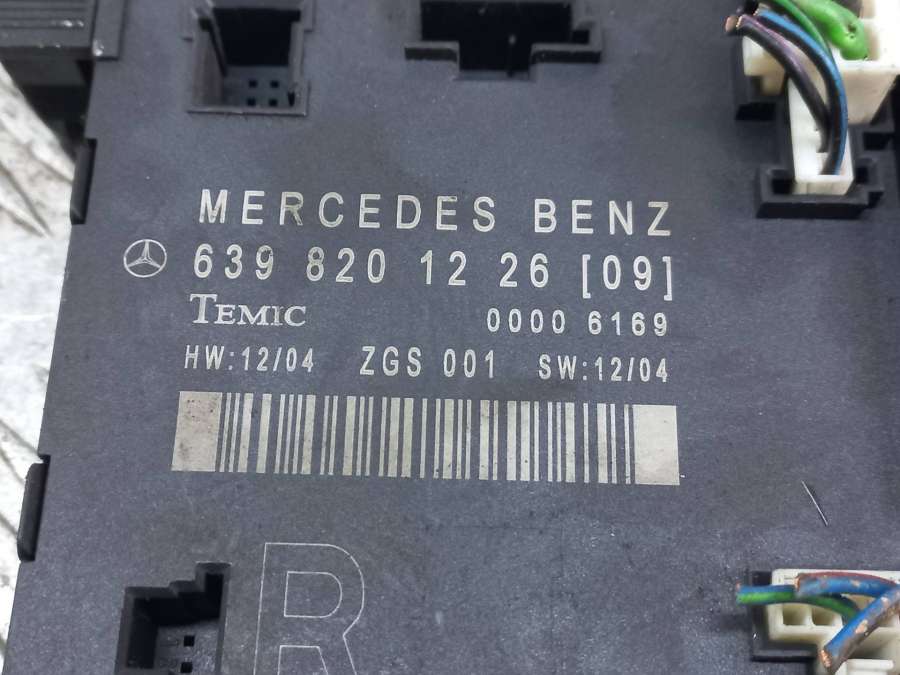 MERCEDES BENZ
639 820 12 26 [09]
TEMIC 0000 6169
HW:12/04 ZGS 001 SW:12/04
R